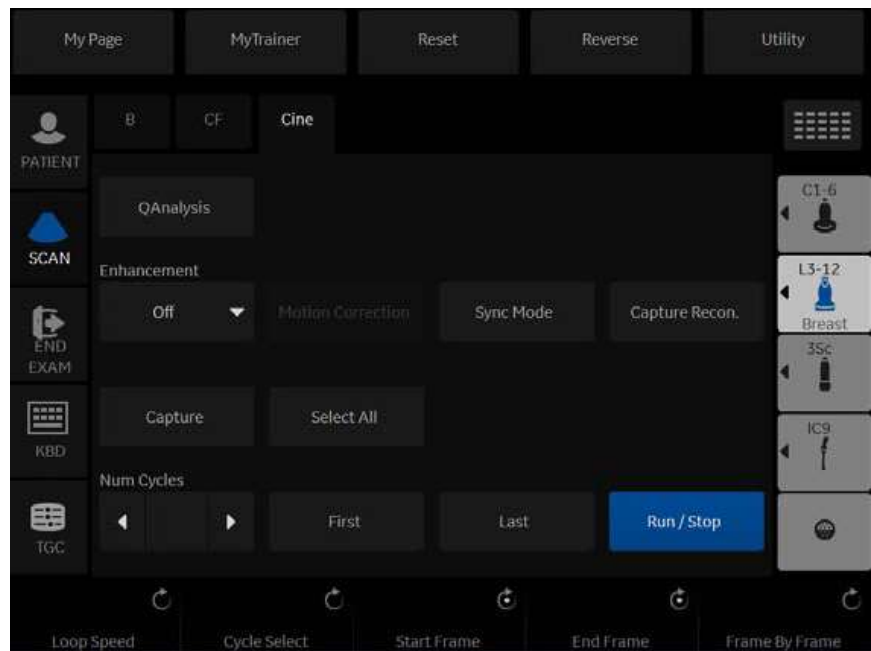 My Page
MyTrainer
Reset
Reverse
Utility
B
CF
Cine
PATIENT
QAnalysis
C1-6
SCAN
Enhancement
L3-12
Off
Motion Correction
Sync Mode
Capture Recon.
Breast
END
EXAM
3Sc
Capture
Select All
KBD
IC9
Num Cycles
First
Last
Run / Stop
TGC
Loop Speed
Cycle Select
Start Frame
End Frame
Frame By Frame